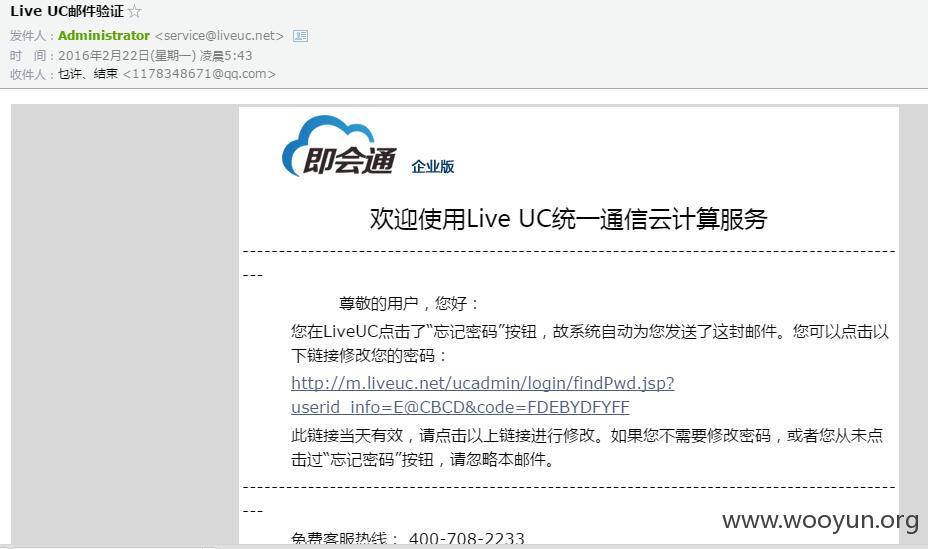 Live UC邮件验证☆
发件人：Administrator <service@liveuc.net>
时 间：2016年2月22日(星期一) 凌晨5:43
收件人：乜许、结束 <1178348671@qq.com>
即会通 企业版
欢迎使用Live UC统一通信云计算服务
--------------------------------------------------------------------------------------------
---
尊敬的用户，您好：
您在LiveUC点击了“忘记密码”按钮，故系统自动为您发送了这封邮件。您可以点击以
下链接修改您的密码：
http://m.liveuc.net/ucadmin/login/findPwd.jsp?
userid_info=E@CBCD&code=FDEBYDFYFF
此链接当天有效，请点击以上链接进行修改。如果您不需要修改密码，或者您从未点
击过“忘记密码”按钮，请忽略本邮件。
--------------------------------------------------------------------------------------------
---
www.wooyun.org
免费客服热线： 400-708-2233